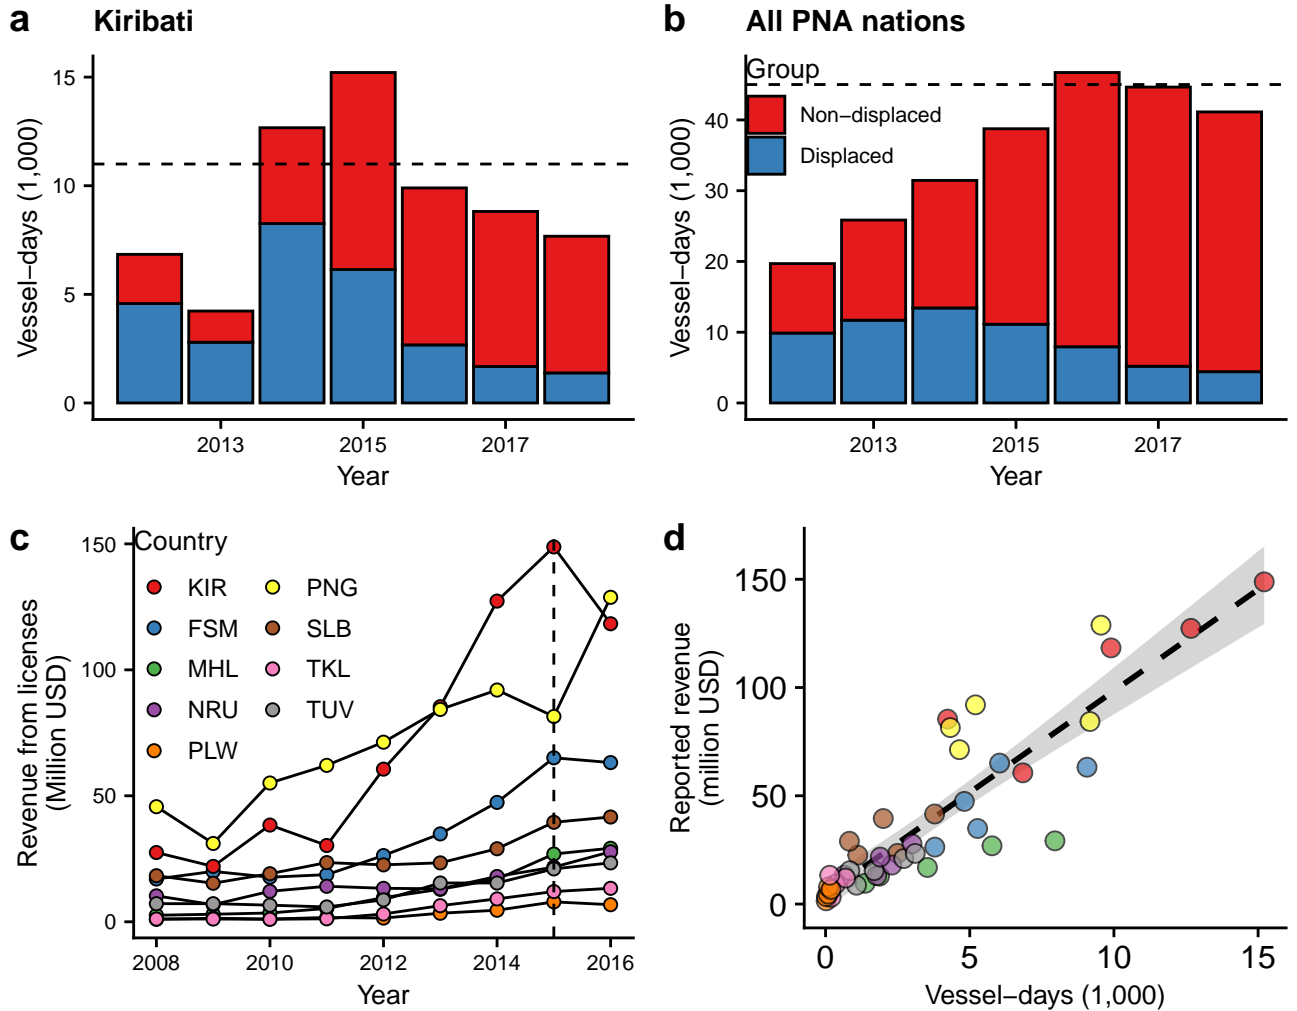 a Kiribati
Vessel−days (1,000)
15
10
5
0
2013 2015 2017
Year
b All PNA nations
Group
Non−displaced
Displaced
Vessel−days (1,000)
40
30
20
10
0
2013 2015 2017
Year
c
Country
KIR PNG
FSM SLB
MHL TKL
NRU TUV
PLW
Revenue from licenses
(Million USD)
150
100
50
0
2008 2010 2012 2014 2016
Year
d
Reported revenue
(million USD)
150
100
50
0
0 5 10 15
Vessel−days (1,000)